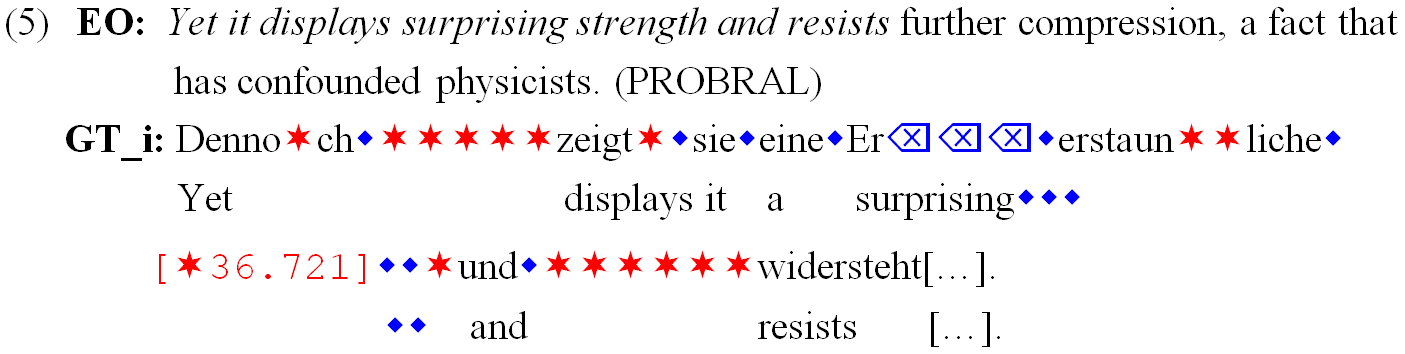 (5) EO: Yet it displays surprising strength and resists further compression, a fact that
has confounded physicists. (PROBRAL)
GT_i: Denno✶ch⬥✶✶✶✶✶zeigt✶⬥sie⬥eine⬥Er⌫⌫⌫⬥erstaun✶✶liche⬥
Yet displays it a surprising⬥⬥⬥
[✶36.721]⬥⬥✶und⬥✶✶✶✶✶✶widersteht[…].
⬥⬥ and resists […].